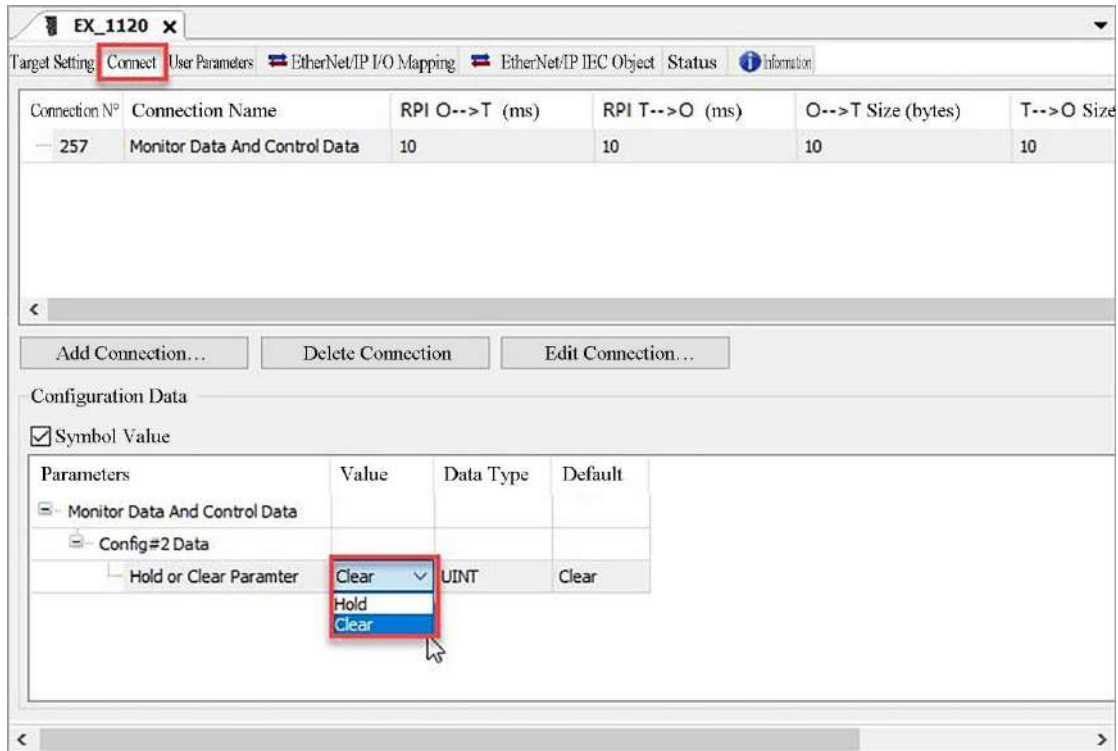 EX_1120 X
Target Setting Connect User Parameters EtherNet/IP I/O Mapping EtherNet/IP IEC Object Status Information
Connection N° Connection Name RPI O-->T (ms) RPI T-->O (ms) O-->T Size (bytes) T-->O Size
257 Monitor Data And Control Data 10 10 10 10
Add Connection... Delete Connection Edit Connection...
Configuration Data
Symbol Value
Parameters Value Data Type Default
Monitor Data And Control Data
Config#2 Data
Hold or Clear Paramter Clear UINT Clear
Hold
Clear